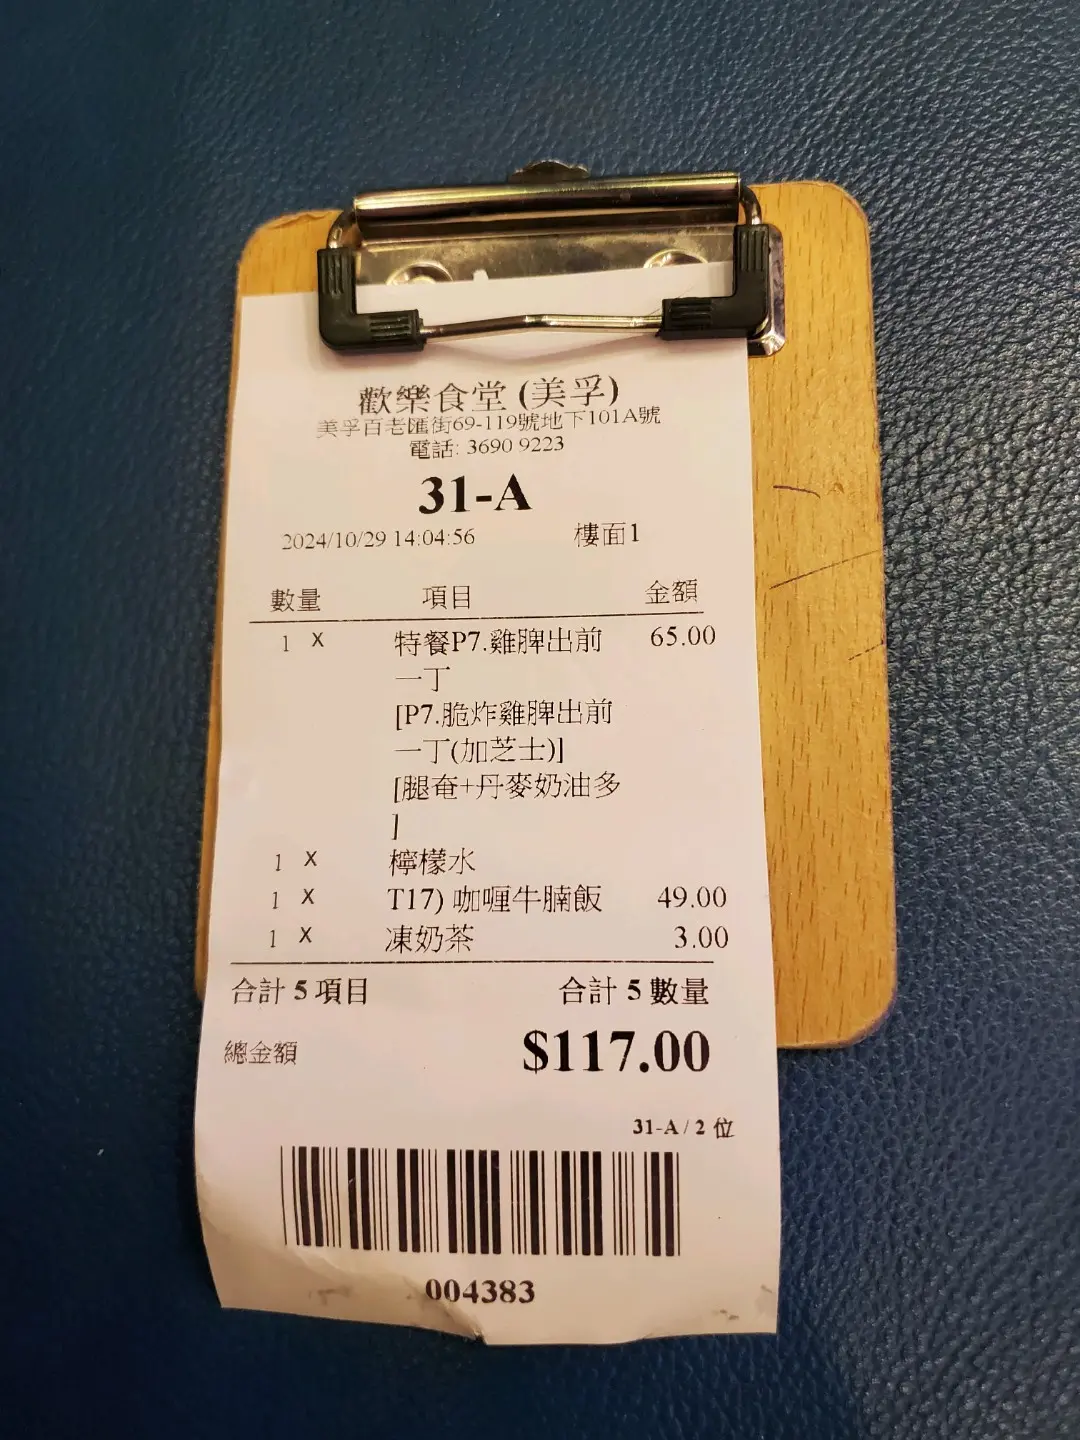 歡樂食堂 (美孚)
美孚百老匯街69-119號地下101A號
電話: 3690 9223
31-A
2024/10/29 14:04:56 樓面1
數量 項目 金額
1 X 特餐P7.雞脾出前 65.00
一丁
[P7.脆炸雞脾出前
一丁(加芝士)]
[腿奄+丹麥奶油多
]
1 X 檸檬水
1 X T17) 咖喱牛腩飯 49.00
1 X 凍奶茶 3.00
合計 5 項目 合計 5 數量
總金額 $117.00
31-A / 2 位
004383